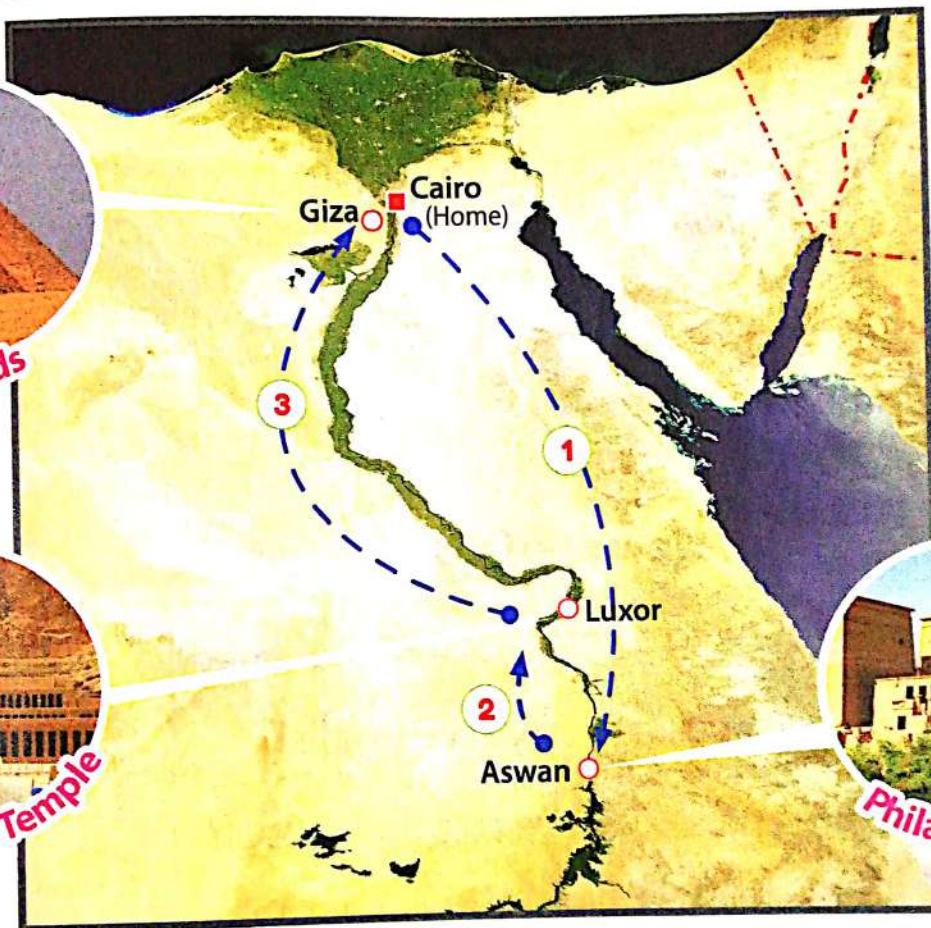 Cairo
Giza
(Home)
ds
3
1
Luxor
2
Aswan
Temple
Phila